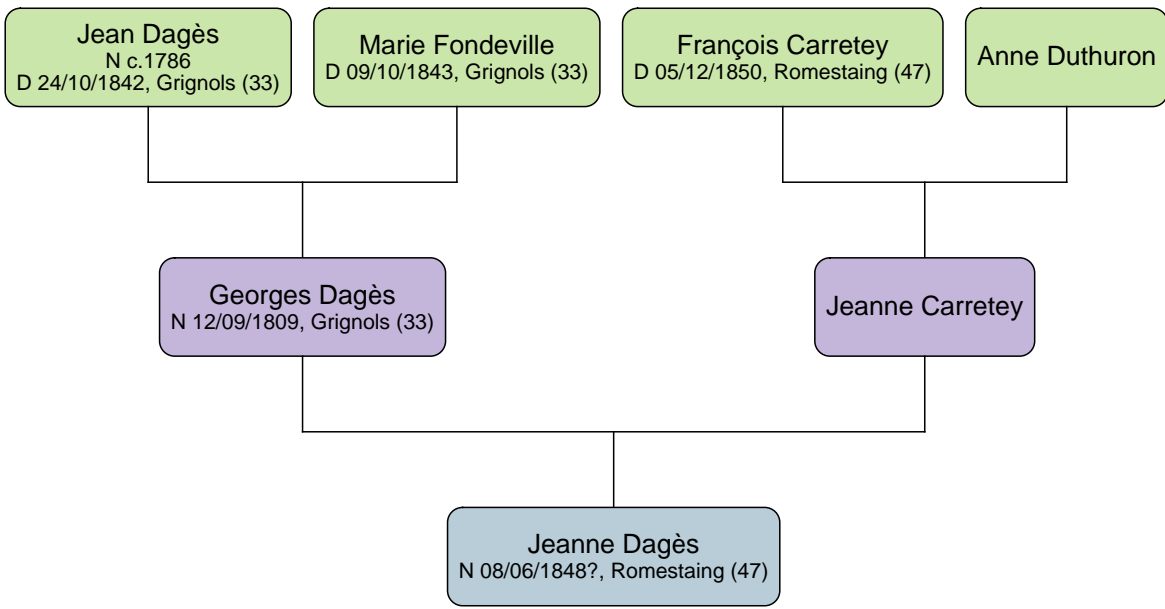 Jean Dagès
N c.1786
D 24/10/1842, Grignols (33)
Marie Fondeville
D 09/10/1843, Grignols (33)
François Carretey
D 05/12/1850, Romestaing (47)
Anne Duthuron
Georges Dagès
N 12/09/1809, Grignols (33)
Jeanne Carretey
Jeanne Dagès
N 08/06/1848?, Romestaing (47)